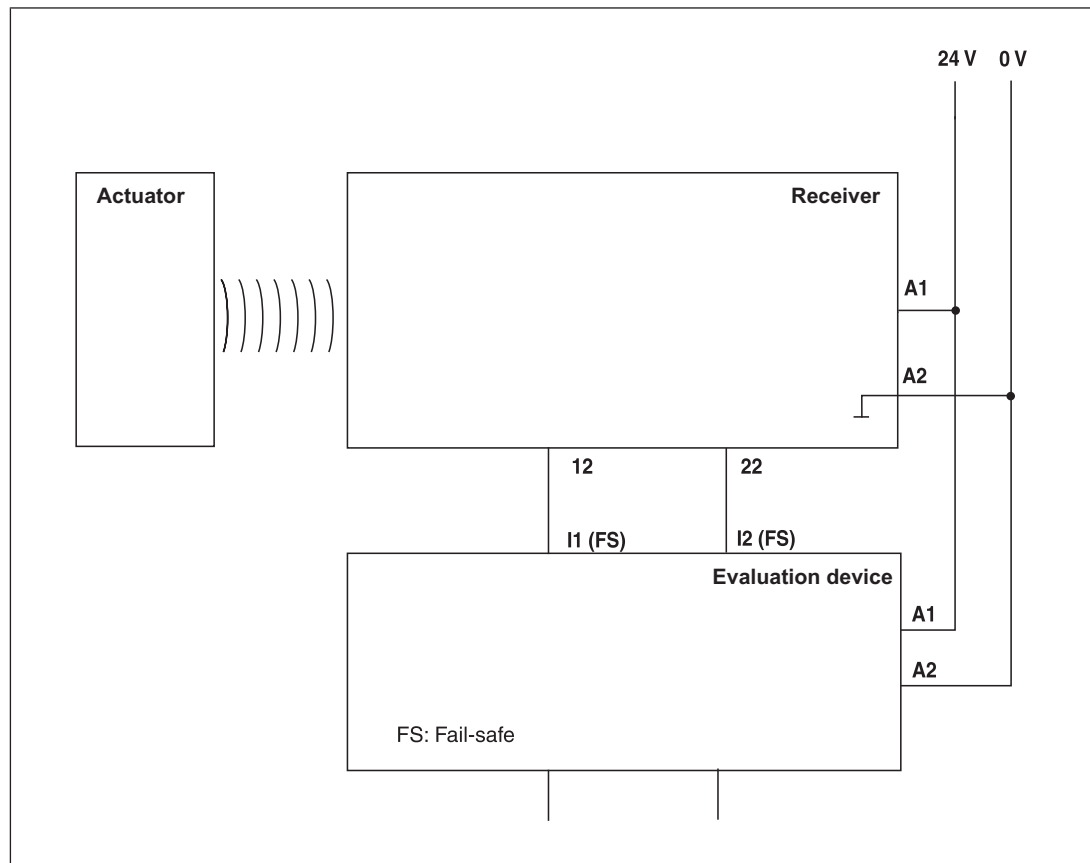 24 V 0 V
Actuator
Receiver
A1
A2
12 22
I1 (FS) I2 (FS)
Evaluation device
A1
A2
FS: Fail-safe